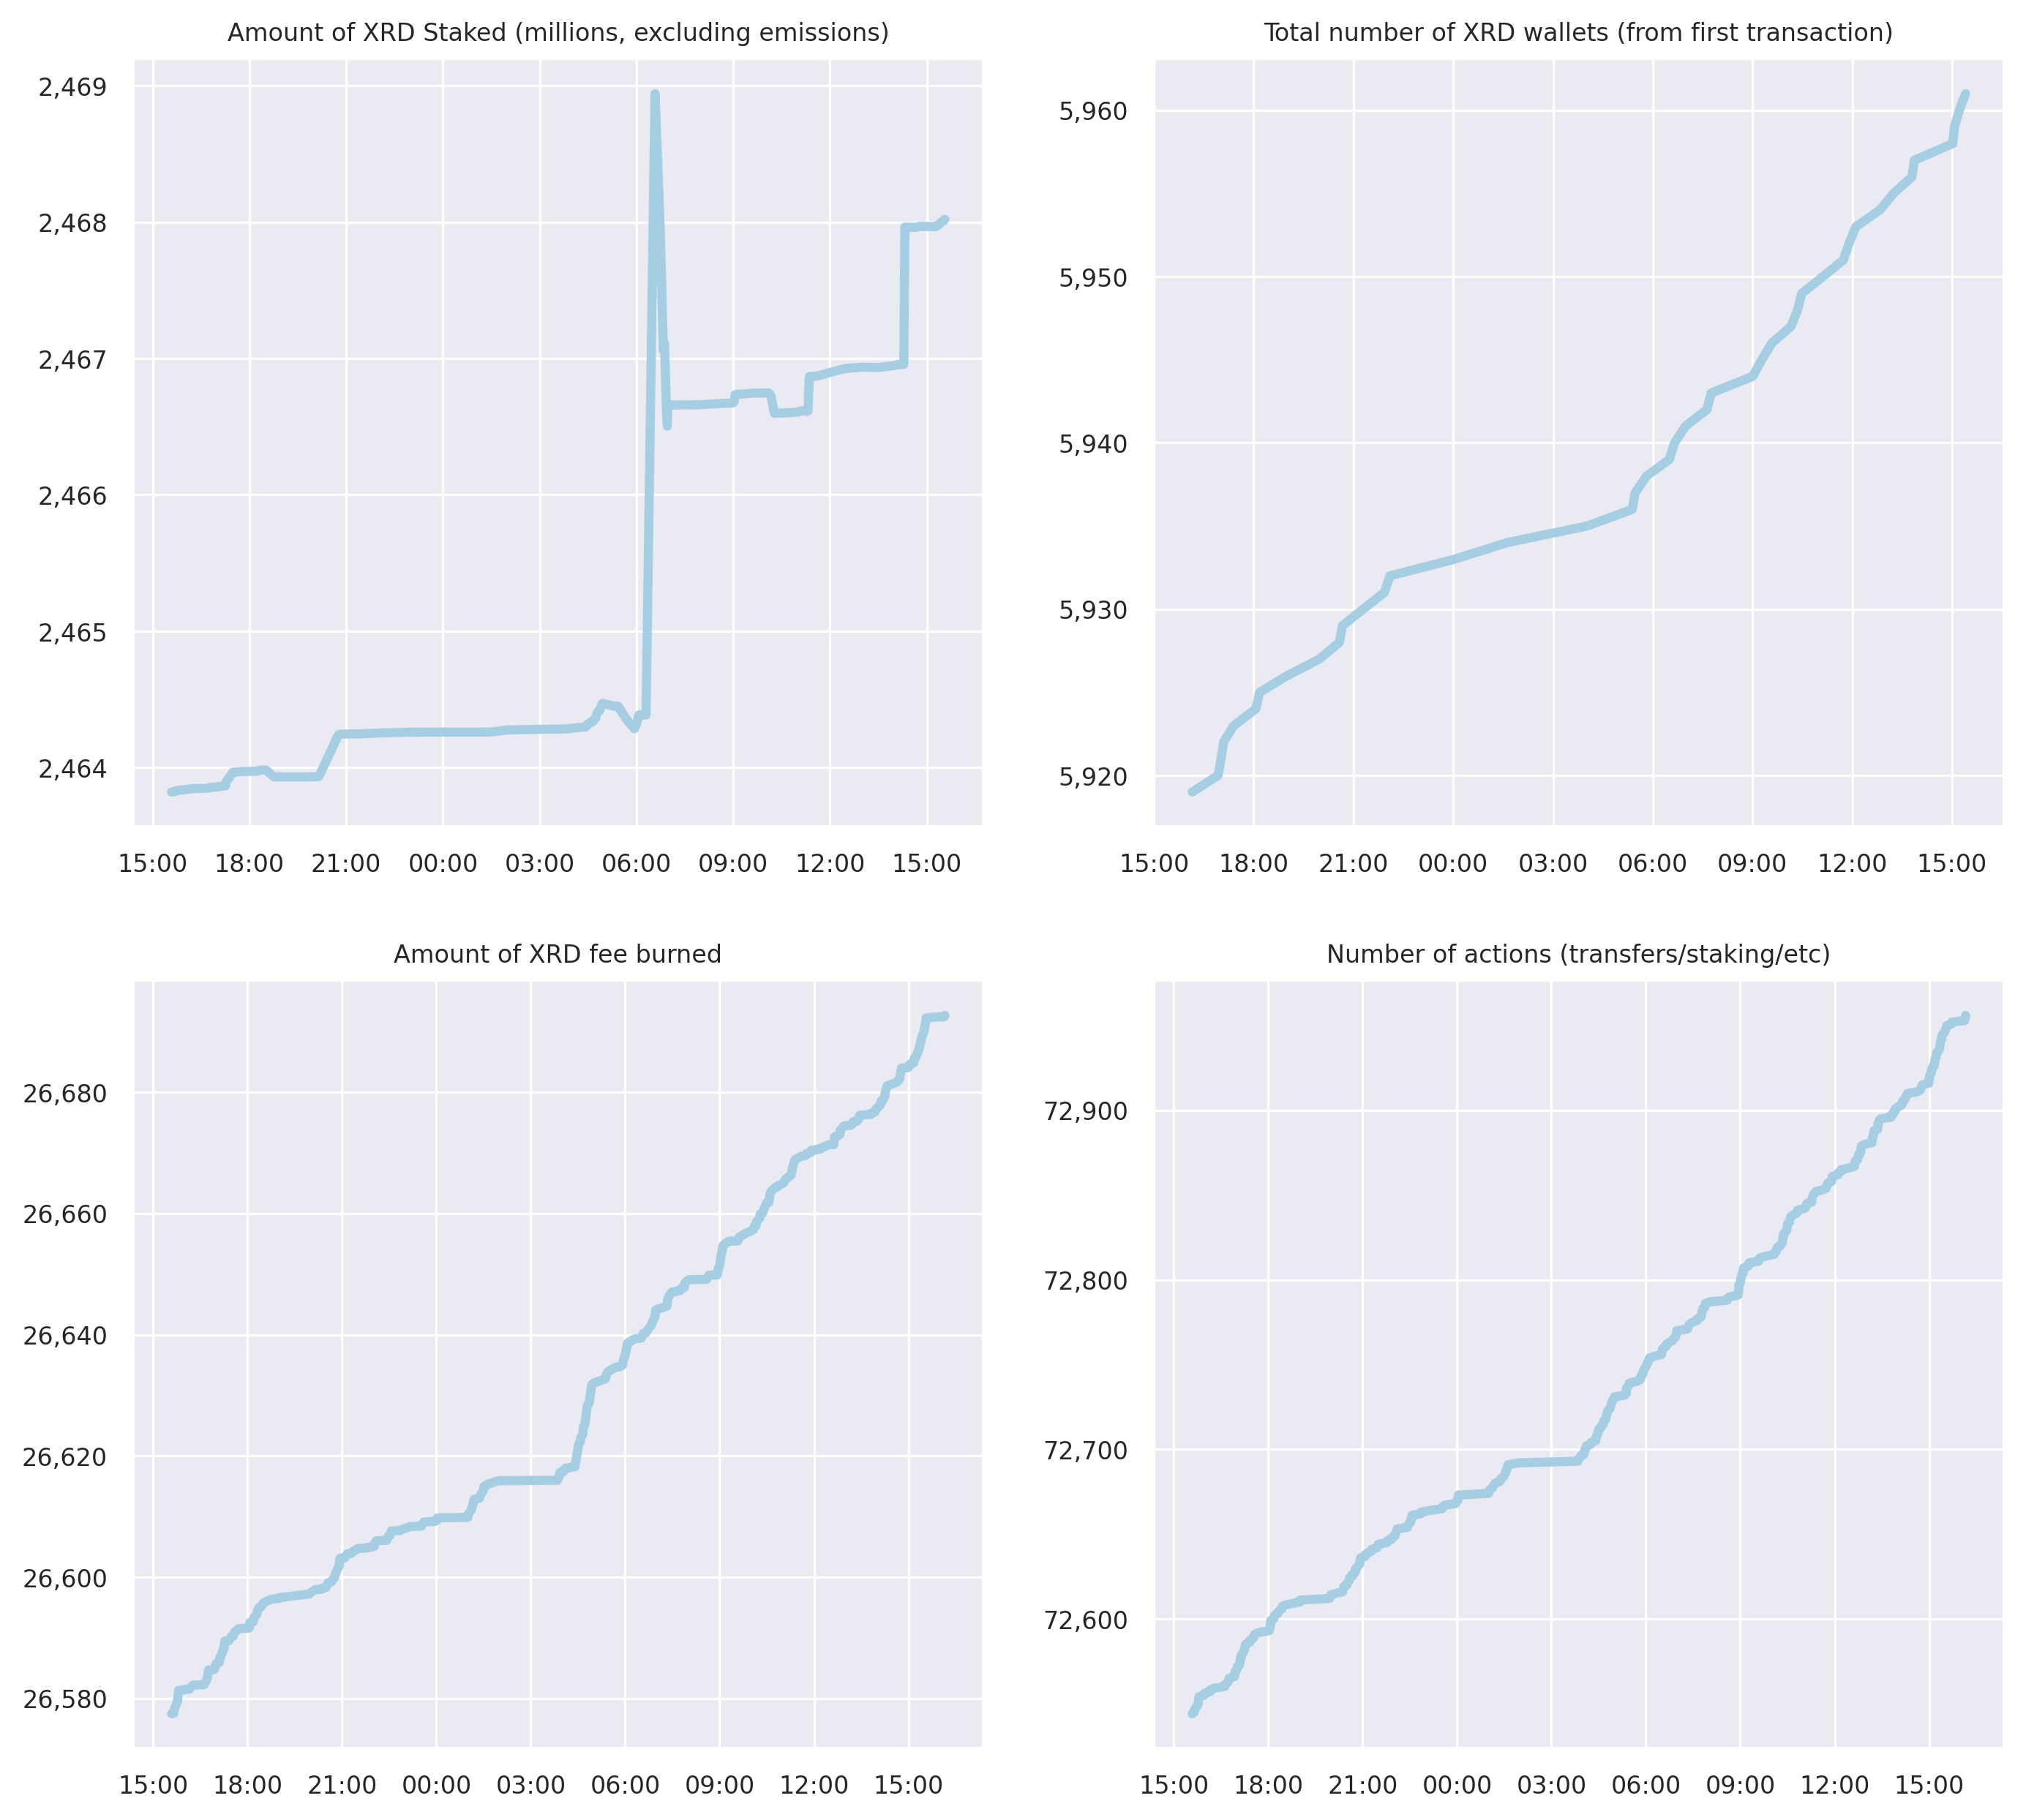 Amount of XRD Staked (millions, excluding emissions)
2,469
2,468
2,467
2,466
2,465
2,464
15:00 18:00 21:00 00:00 03:00 06:00 09:00 12:00 15:00
Total number of XRD wallets (from first transaction)
5,960
5,950
5,940
5,930
5,920
15:00 18:00 21:00 00:00 03:00 06:00 09:00 12:00 15:00
Amount of XRD fee burned
26,680
26,660
26,640
26,620
26,600
26,580
15:00 18:00 21:00 00:00 03:00 06:00 09:00 12:00 15:00
Number of actions (transfers/staking/etc)
72,900
72,800
72,700
72,600
15:00 18:00 21:00 00:00 03:00 06:00 09:00 12:00 15:00